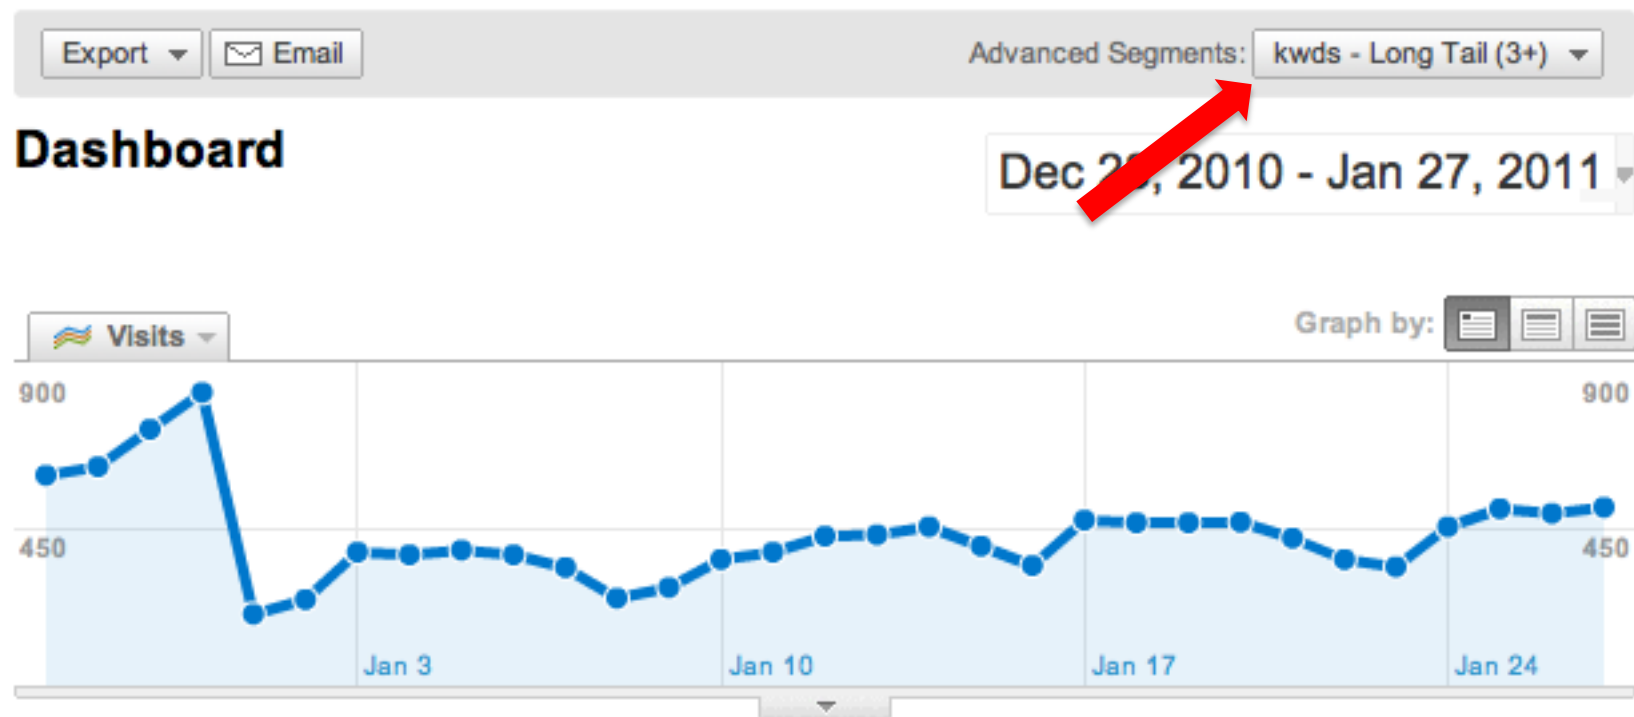 Export Email Advanced Segments: kwds - Long Tail (3+)
Dashboard
Dec , 2010 - Jan 27, 2011
Visits Graph by:
900 900
450 450
Jan 3 Jan 10 Jan 17 Jan 24